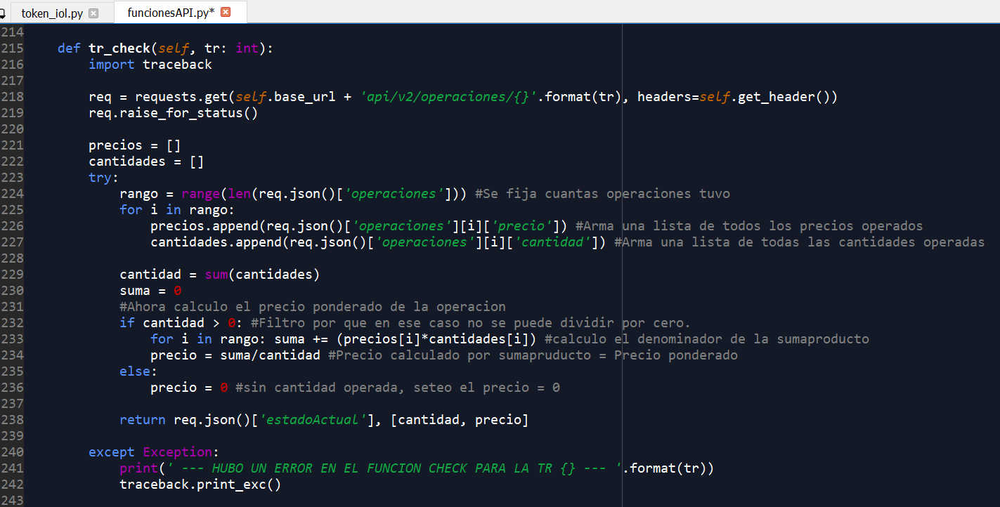 token_iol.py
funcionesAPI.py*
214
215     def tr_check(self, tr: int):
216         import traceback
217
218         req = requests.get(self.base_url + 'api/v2/operaciones/{}'.format(tr), headers=self.get_header())
219         req.raise_for_status()
220
221         precios = []
222         cantidades = []
223         try:
224             rango = range(len(req.json()['operaciones'])) #Se fija cuantas operaciones tuvo
225             for i in rango:
226                 precios.append(req.json()['operaciones'][i]['precio']) #Arma una lista de todos los precios operados
227                 cantidades.append(req.json()['operaciones'][i]['cantidad']) #Arma una lista de todas las cantidades operadas
228
229             cantidad = sum(cantidades)
230             suma = 0
231             #Ahora calculo el precio ponderado de la operacion
232             if cantidad > 0: #Filtro por que en ese caso no se puede dividir por cero.
233                 for i in rango: suma += (precios[i]*cantidades[i]) #calculo el denominador de la sumaproducto
234                 precio = suma/cantidad #Precio calculado por sumapruducto = Precio ponderado
235             else:
236                 precio = 0 #sin cantidad operada, seteo el precio = 0
237
238             return req.json()['estadoActual'], [cantidad, precio]
239
240         except Exception:
241             print(' --- HUBO UN ERROR EN EL FUNCION CHECK PARA LA TR {} --- '.format(tr))
242             traceback.print_exc()
243